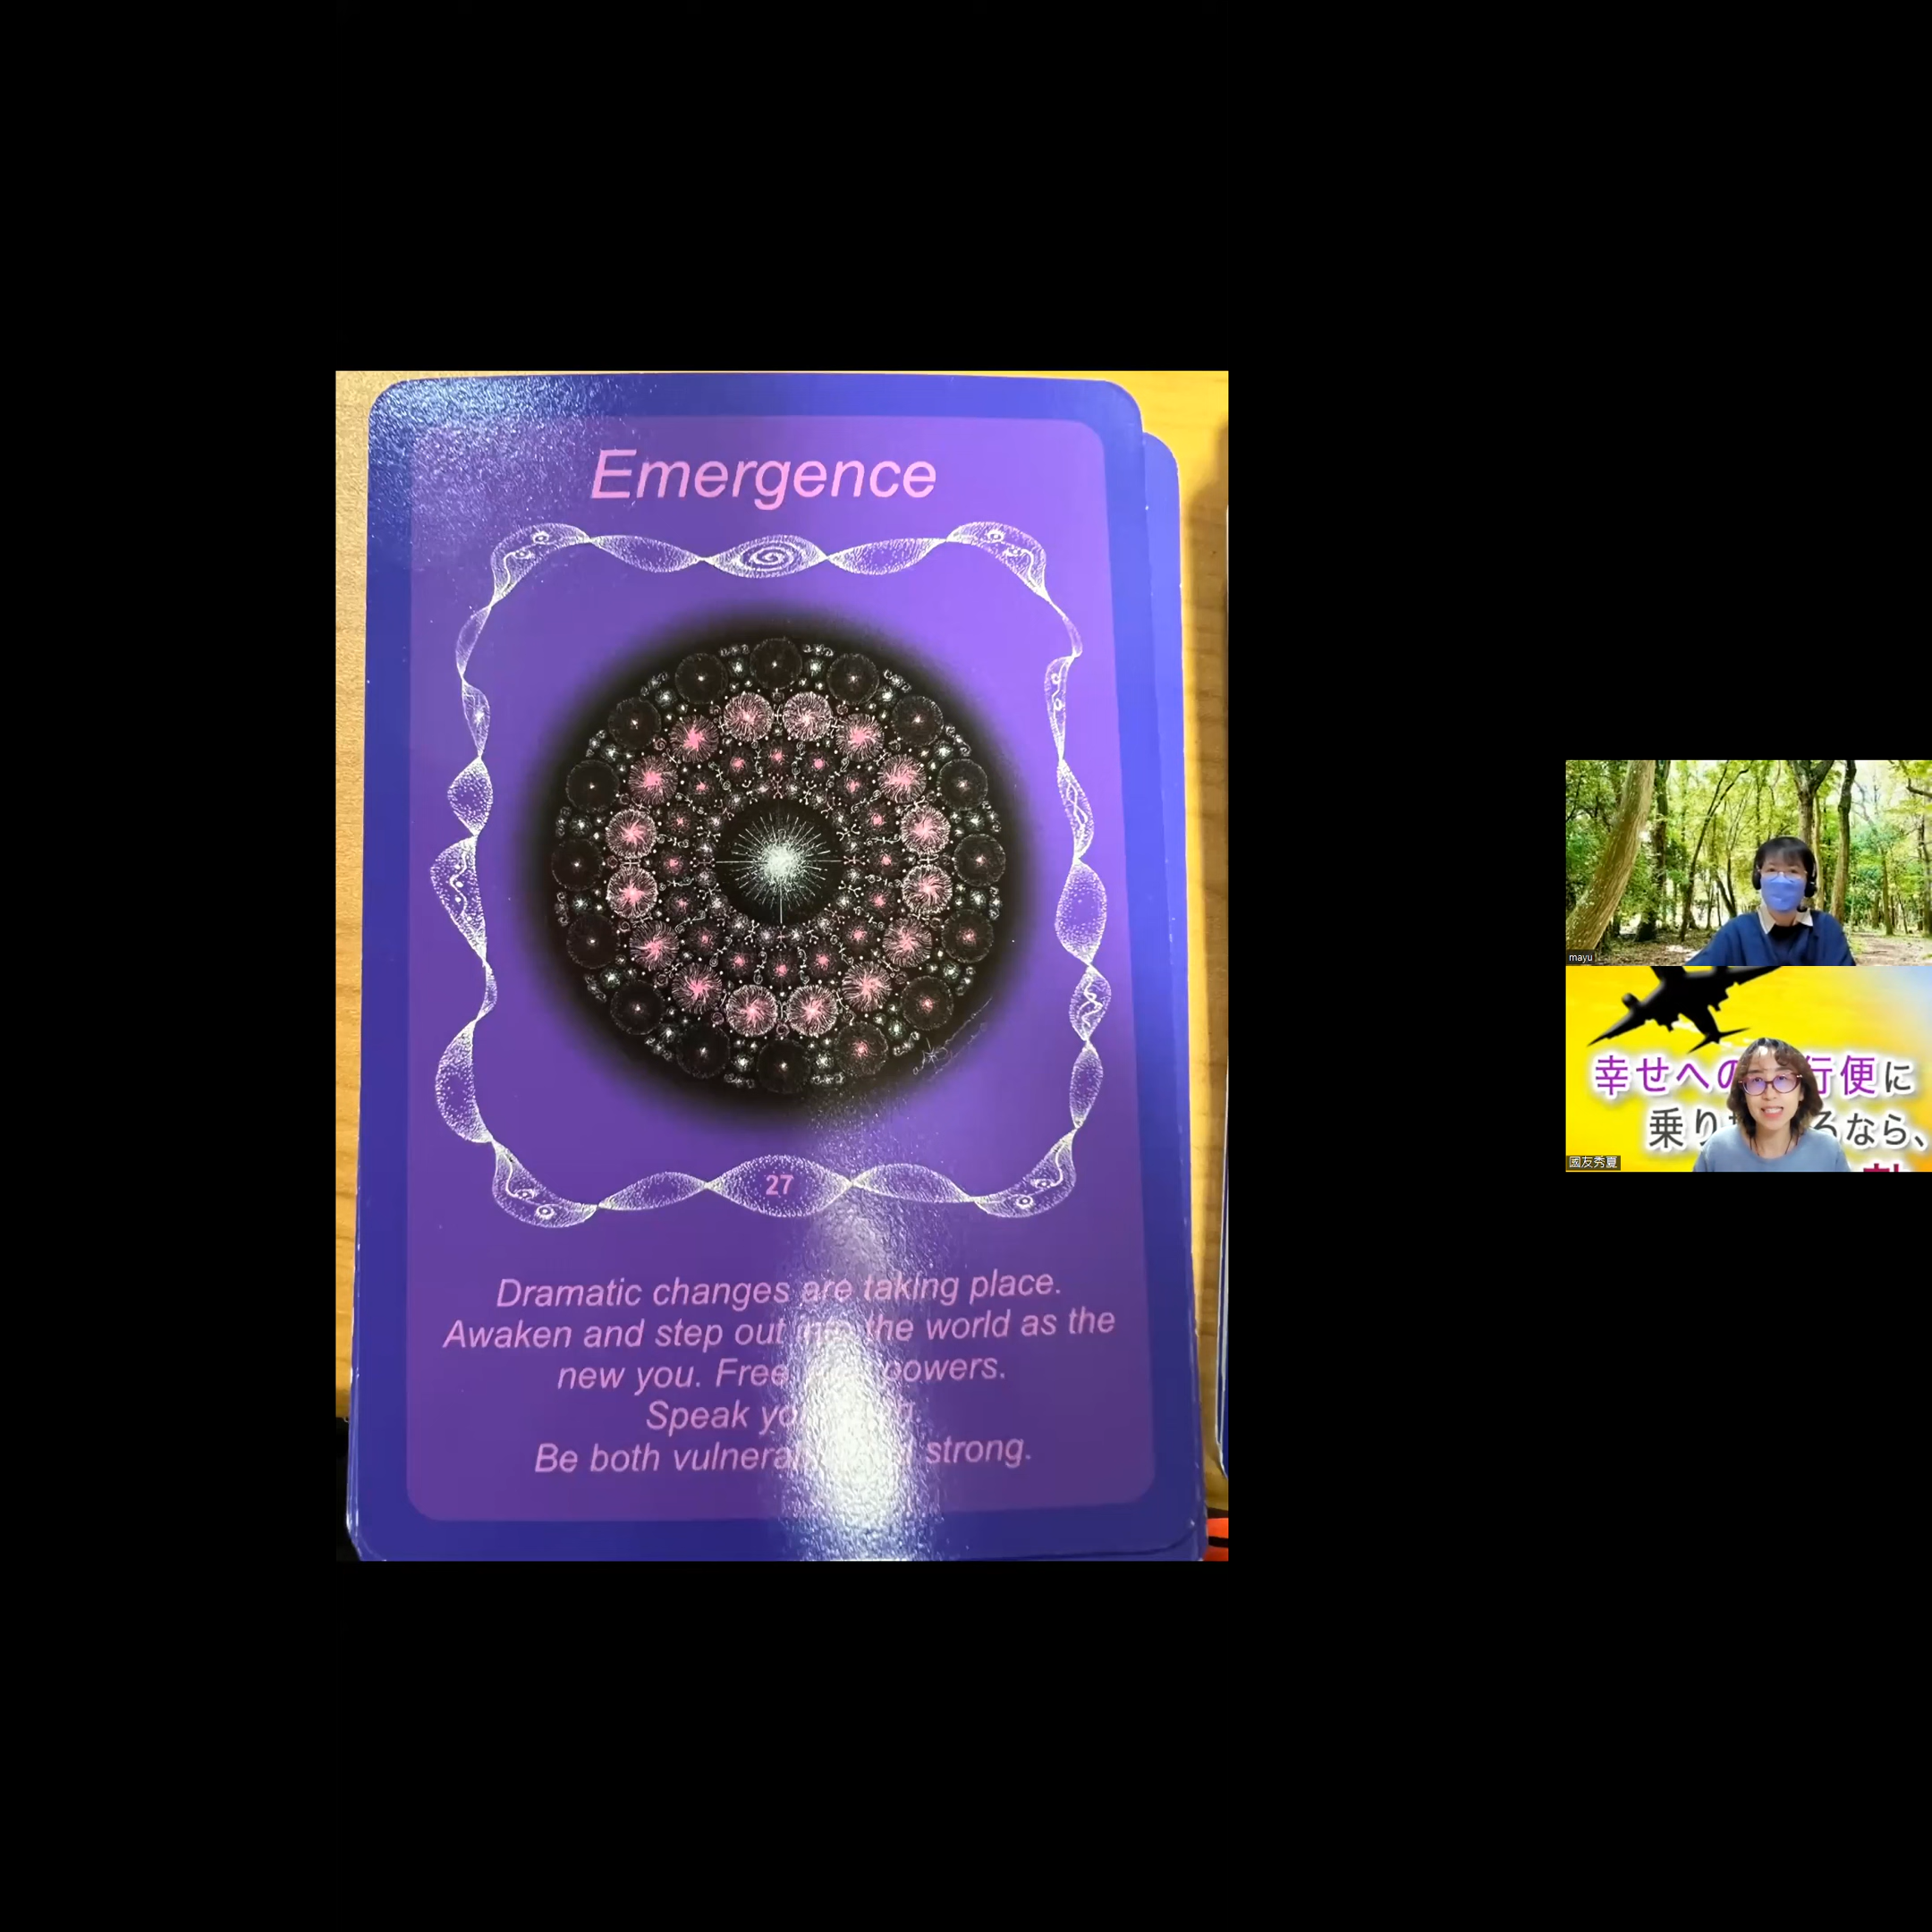 Emergence
27
Dramatic changes are taking place.
Awaken and step out the world as the
new you. Free powers.
Speak
Be both strong.
mayu
幸せへの行便に
乗りるなら、
國友秀夏